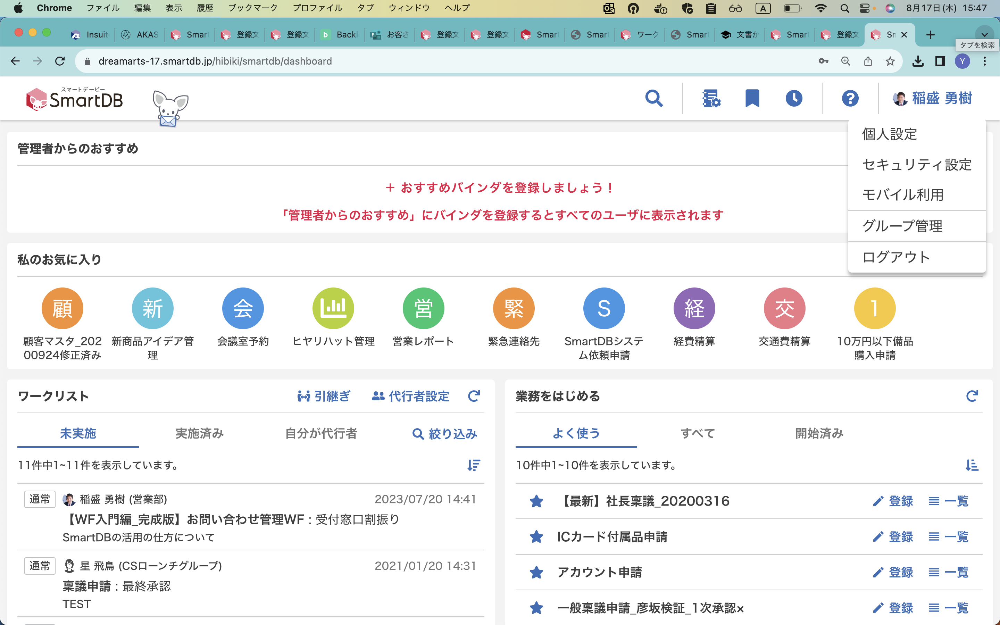 Chrome ファイル 編集 表示 履歴 ブックマーク プロファイル タブ ウィンドウ ヘルプ A 8月17日(木) 15:47
Insuit AKAS Smart 登録文 登録文 b Backl お客さ 登録文 登録文 Smart Smart ワーク Smart 文書か Smart 登録文 Sm
タブを検索
dreamarts-17.smartdb.jp/hibiki/smartdb/dashboard Y
スマートデービー
SmartDB
稲盛 勇樹
個人設定
セキュリティ設定
モバイル利用
グループ管理
ログアウト
管理者からのおすすめ
+ おすすめバインダを登録しましょう！
「管理者からのおすすめ」にバインダを登録するとすべてのユーザに表示されます
私のお気に入り
顧 新 会 営 緊 S 経 交 1
顧客マスタ_202 新商品アイデア管 会議室予約 ヒヤリハット管理 営業レポート 緊急連絡先 SmartDBシステ 経費精算 交通費精算 10万円以下備品
00924修正済み 理 ム依頼申請 購入申請
ワークリスト 引継ぎ 代行者設定
未実施 実施済み 自分が代行者 絞り込み
11件中1~11件を表示しています。
通常 稲盛 勇樹 (営業部) 2023/07/20 14:41
【WF入門編_完成版】お問い合わせ管理WF : 受付窓口割振り
SmartDBの活用の仕方について
通常 星 飛鳥 (CSローンチグループ) 2021/01/20 14:31
稟議申請 : 最終承認
TEST
業務をはじめる
よく使う すべて 開始済み
10件中1~10件を表示しています。
【最新】社長稟議_20200316 登録 一覧
ICカード付属品申請 登録 一覧
アカウント申請 登録 一覧
一般稟議申請_彦坂検証_1次承認× 登録 一覧